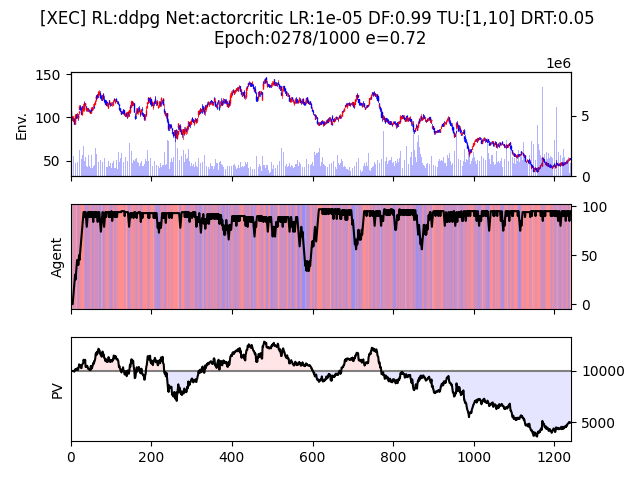 [XEC] RL:ddpg Net:actorcritic LR:1e-05 DF:0.99 TU:[1,10] DRT:0.05
Epoch:0278/1000 e=0.72
1e6
150
100
50
Env.
5
0
Agent
100
50
0
PV
10000
5000
0 200 400 600 800 1000 1200